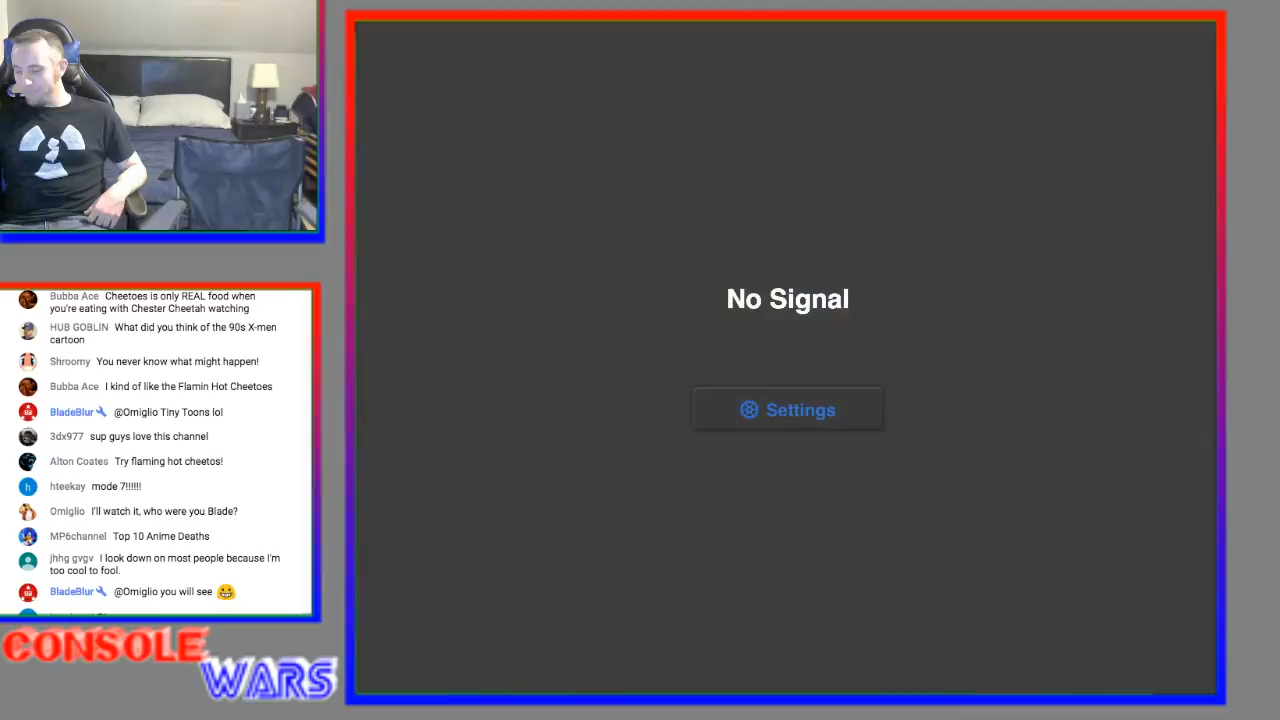 Bubba Ace Cheetoes is only REAL food when
you're eating with Chester Cheetah watching
HUB GOBLIN What did you think of the 90s X-men
cartoon
Shroomy You never know what might happen!
Bubba Ace I kind of like the Flamin Hot Cheetoes
BladeBlur @Omiglio Tiny Toons lol
3dx977 sup guys love this channel
Alton Coates Try flaming hot cheetos!
h
hteekay mode 7!!!!!!
Omiglio I'll watch it, who were you Blade?
MP6channel Top 10 Anime Deaths
jhhg gvgv I look down on most people because I'm
too cool to fool.
BladeBlur @Omiglio you will see
CONSOLE
WARS
No Signal
Settings